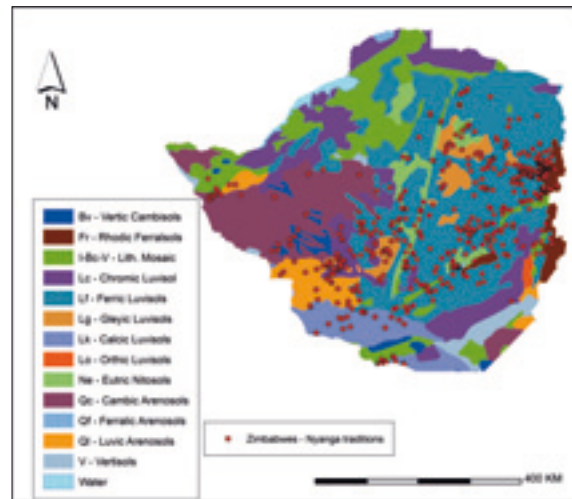 N
Bv - Vertic Cambisols
Fr - Rhodic Ferralsols
I-Bc-V - Lith. Mosaic
Lc - Chromic Luvisol
Lf - Ferric Luvisols
Lg - Gleyic Luvisols
Lk - Calcic Luvisols
Lo - Orthic Luvisols
Ne - Eutric Nitosols
Qc - Cambic Arenosols
Qf - Ferralic Arenosols
Ql - Luvic Arenosols
V - Vertisols
Water
Zimbabwes - Nyanga traditions
400 KM